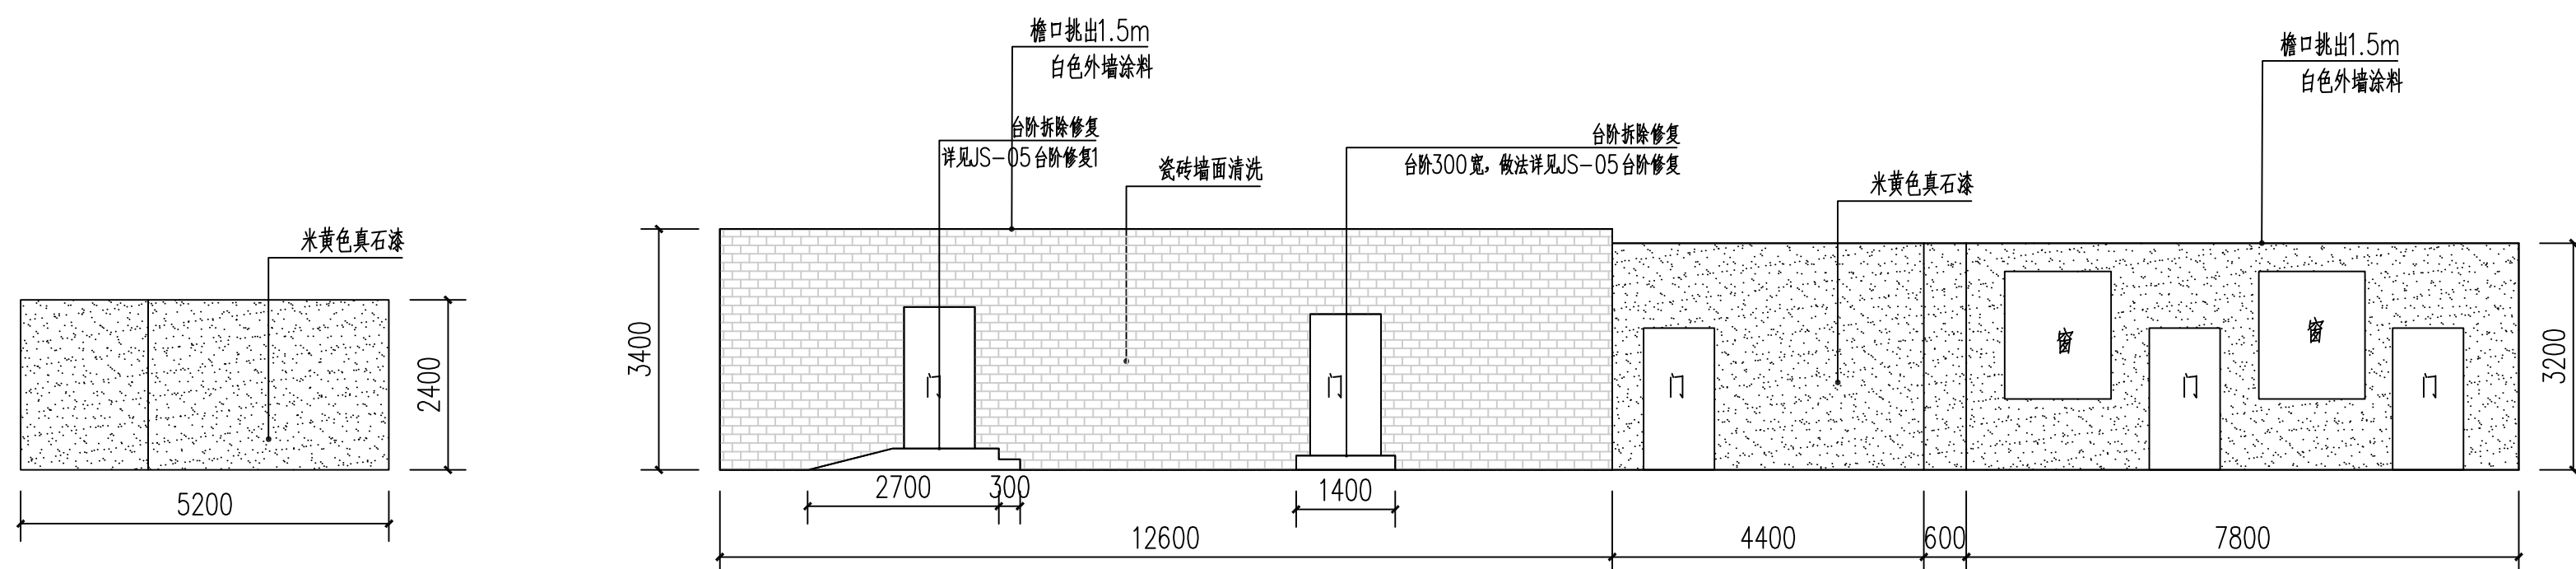 檐口挑出1.5m
白色外墙涂料
檐口挑出1.5m
白色外墙涂料
台阶拆除修复
详见JS-05台阶修复1
台阶拆除修复
台阶300宽，做法详见JS-05台阶修复
瓷砖墙面清洗
米黄色真石漆
米黄色真石漆
3400
2400
3200
门
门
门
窗
门
窗
门
5200
2700
300
1400
12600
4400
600
7800